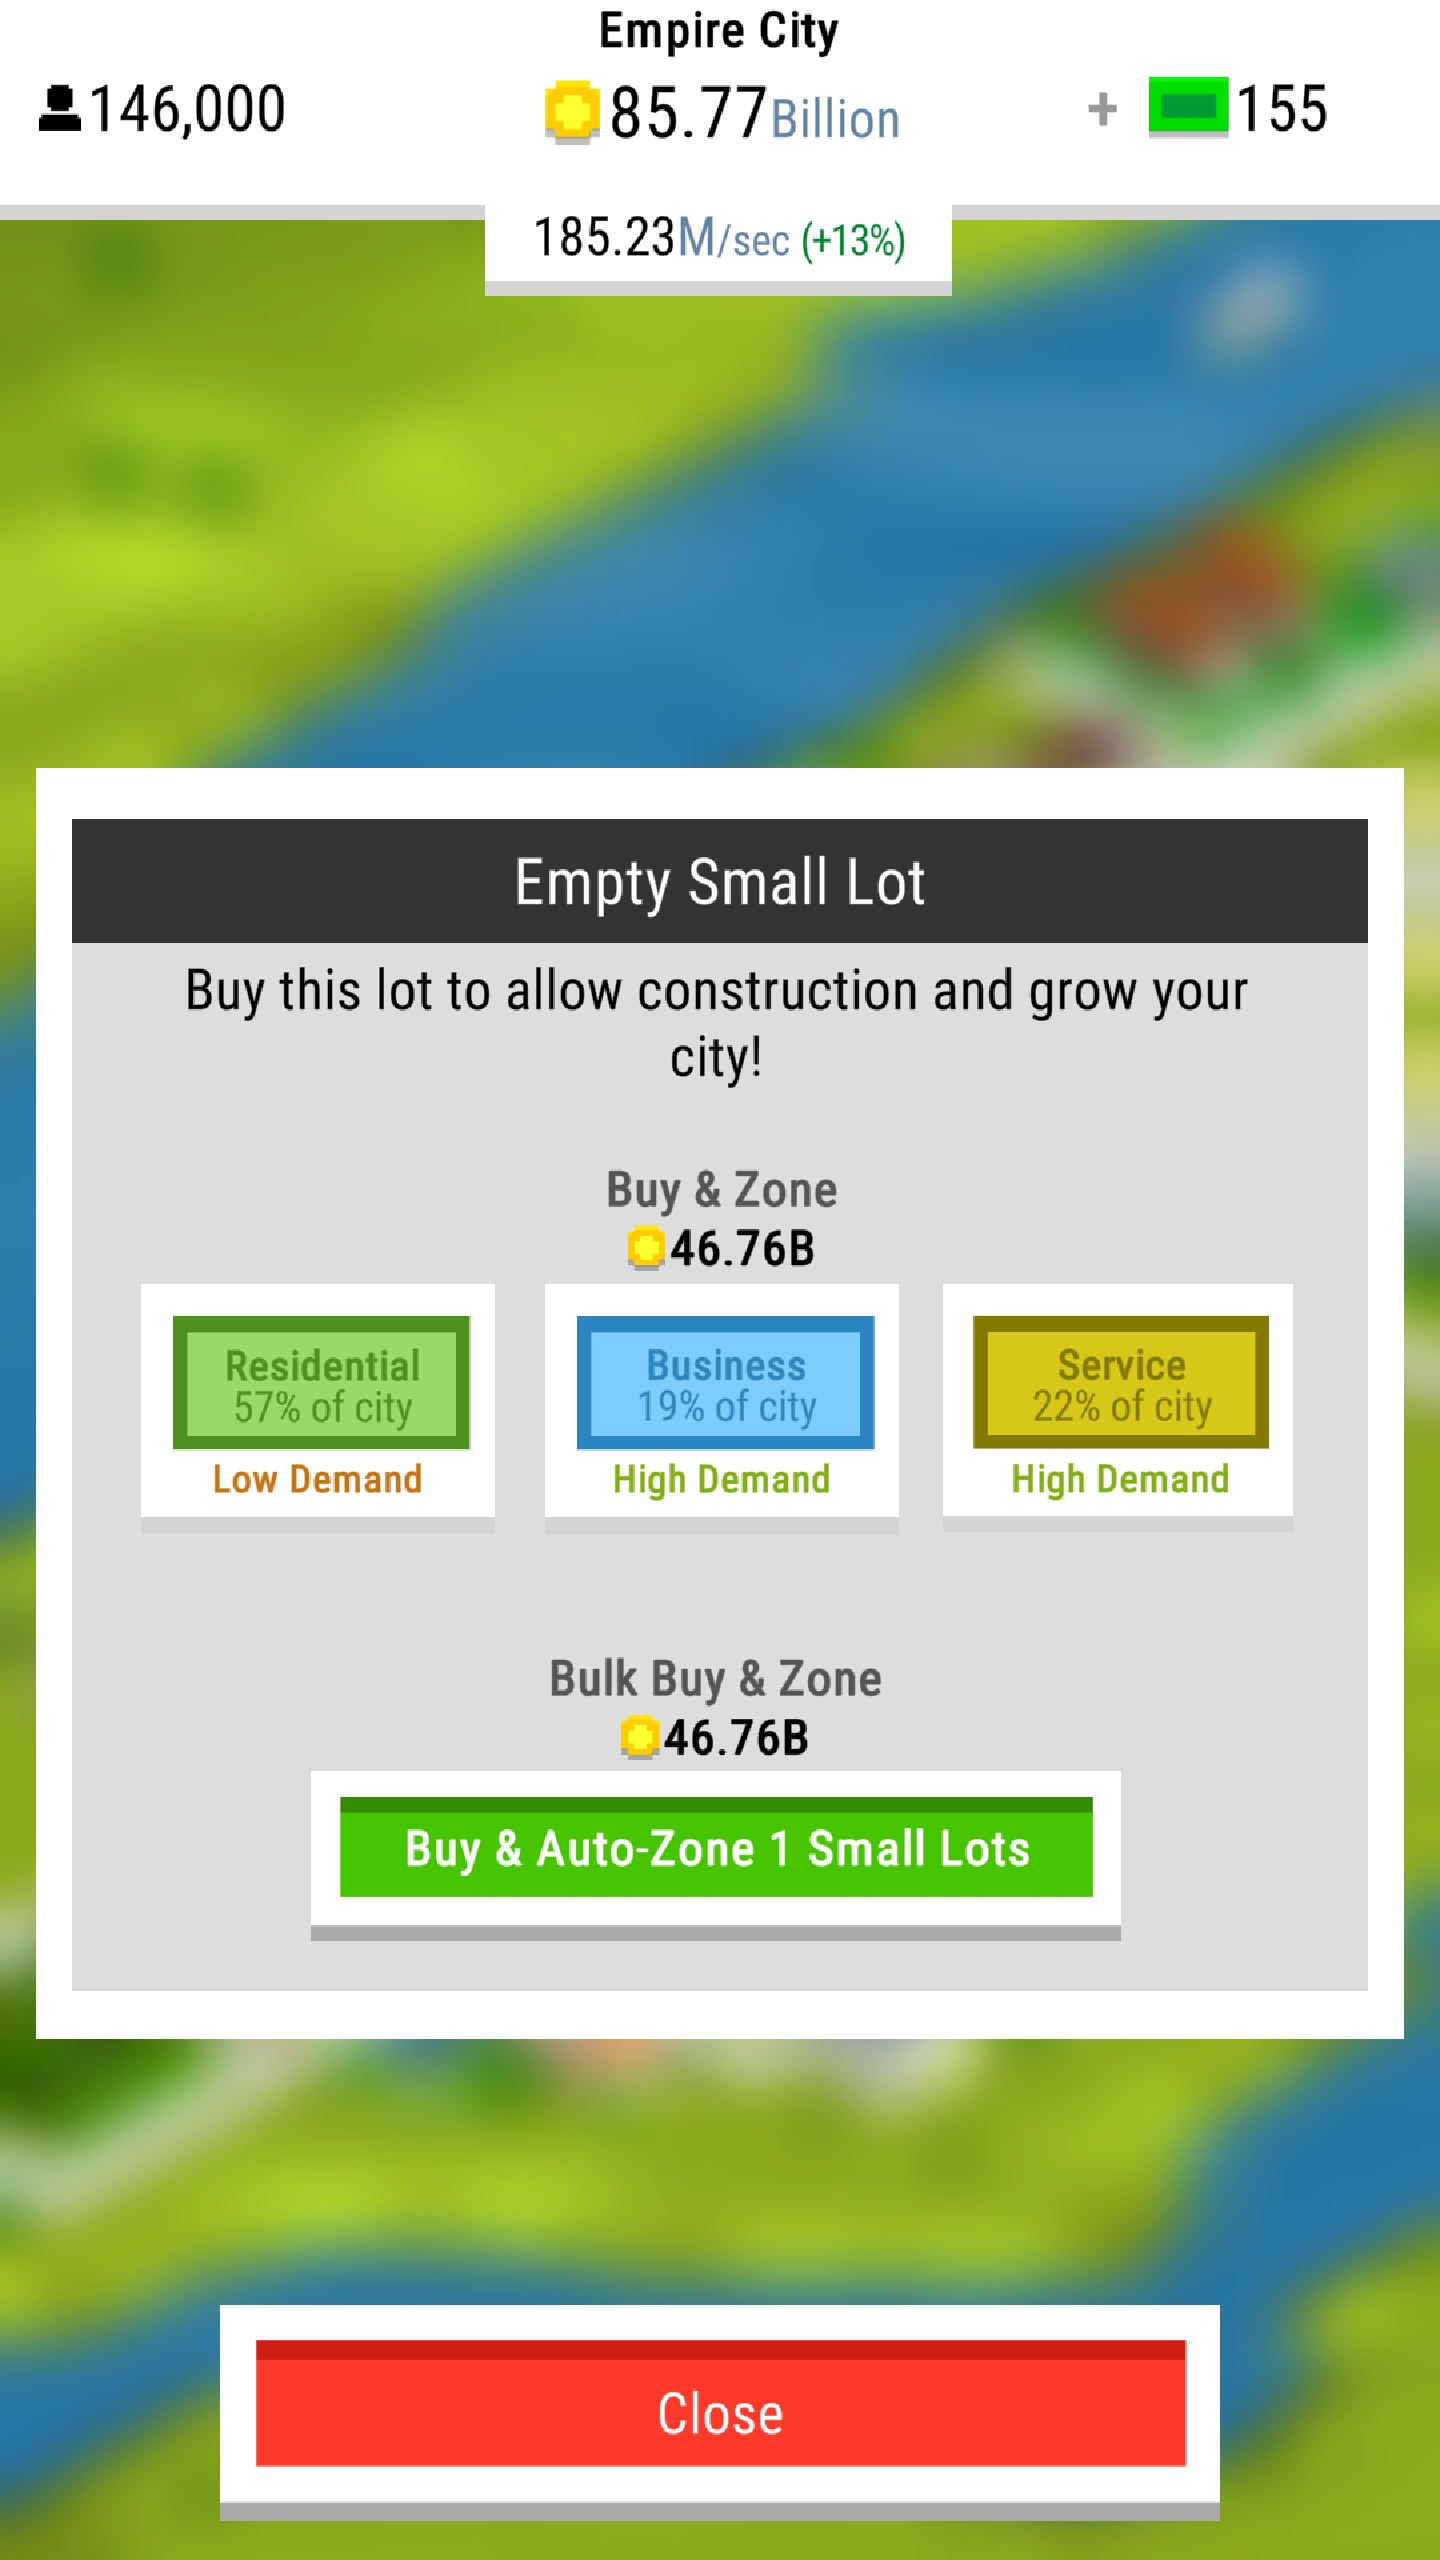 Empire City
146,000
85.77Billion
+ 155
185.23M/sec (+13%)
Empty Small Lot
Buy this lot to allow construction and grow your
city!
Buy & Zone
46.76B
Residential
57% of city
Low Demand
Business
19% of city
High Demand
Service
22% of city
High Demand
Bulk Buy & Zone
46.76B
Buy & Auto-Zone 1 Small Lots
Close